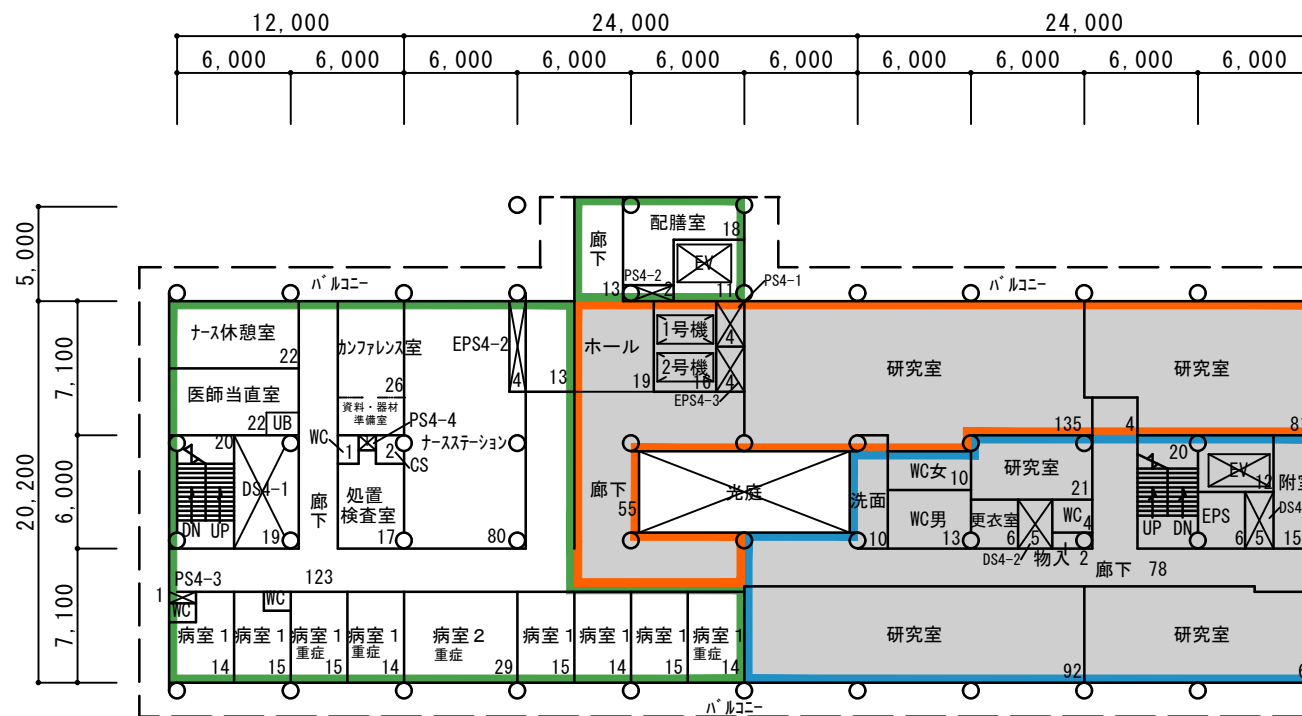 12,000 24,000 24,000
6,000 6,000 6,000 6,000 6,000 6,000 6,000 6,000 6,000 6,000
5,000
7,100
20,200
6,000
7,100
配膳室
18
廊下
EV
PS4-2
2
13
11
PS4-1
バルコニー
バルコニー
ナース休憩室
22
カンファレンス室
26
EPS4-2
4
13
ホール
19
1号機
2号機
16
4
4
EPS4-3
研究室
135
研究室
4
医師当直室
22
UB
資料・器材
準備室
PS4-4
ナースステーション
80
WC
1
2
CS
20
DS4-1
19
DN UP
廊下
処置
検査室
17
廊下
55
光庭
洗面
10
WC女
10
WC男
13
研究室
21
更衣室
6
5
DS4-2
WC
4
物入 2
20
UP DN
EV
12
EPS
6
5
附室
15
廊下 78
PS4-3
1
123
WC
WC
病室1
14
病室1
15
病室1
重症
15
病室1
重症
14
病室2
重症
29
病室1
15
病室1
14
病室1
15
病室1
重症
14
研究室
92
研究室
バルコニー